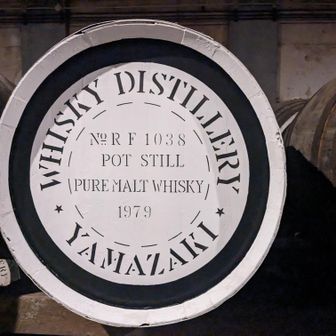 WHISKY DISTILLERY
№ R F 1038
POT STILL
PURE MALT WHISKY
1979
★ YAMAZAKI ★